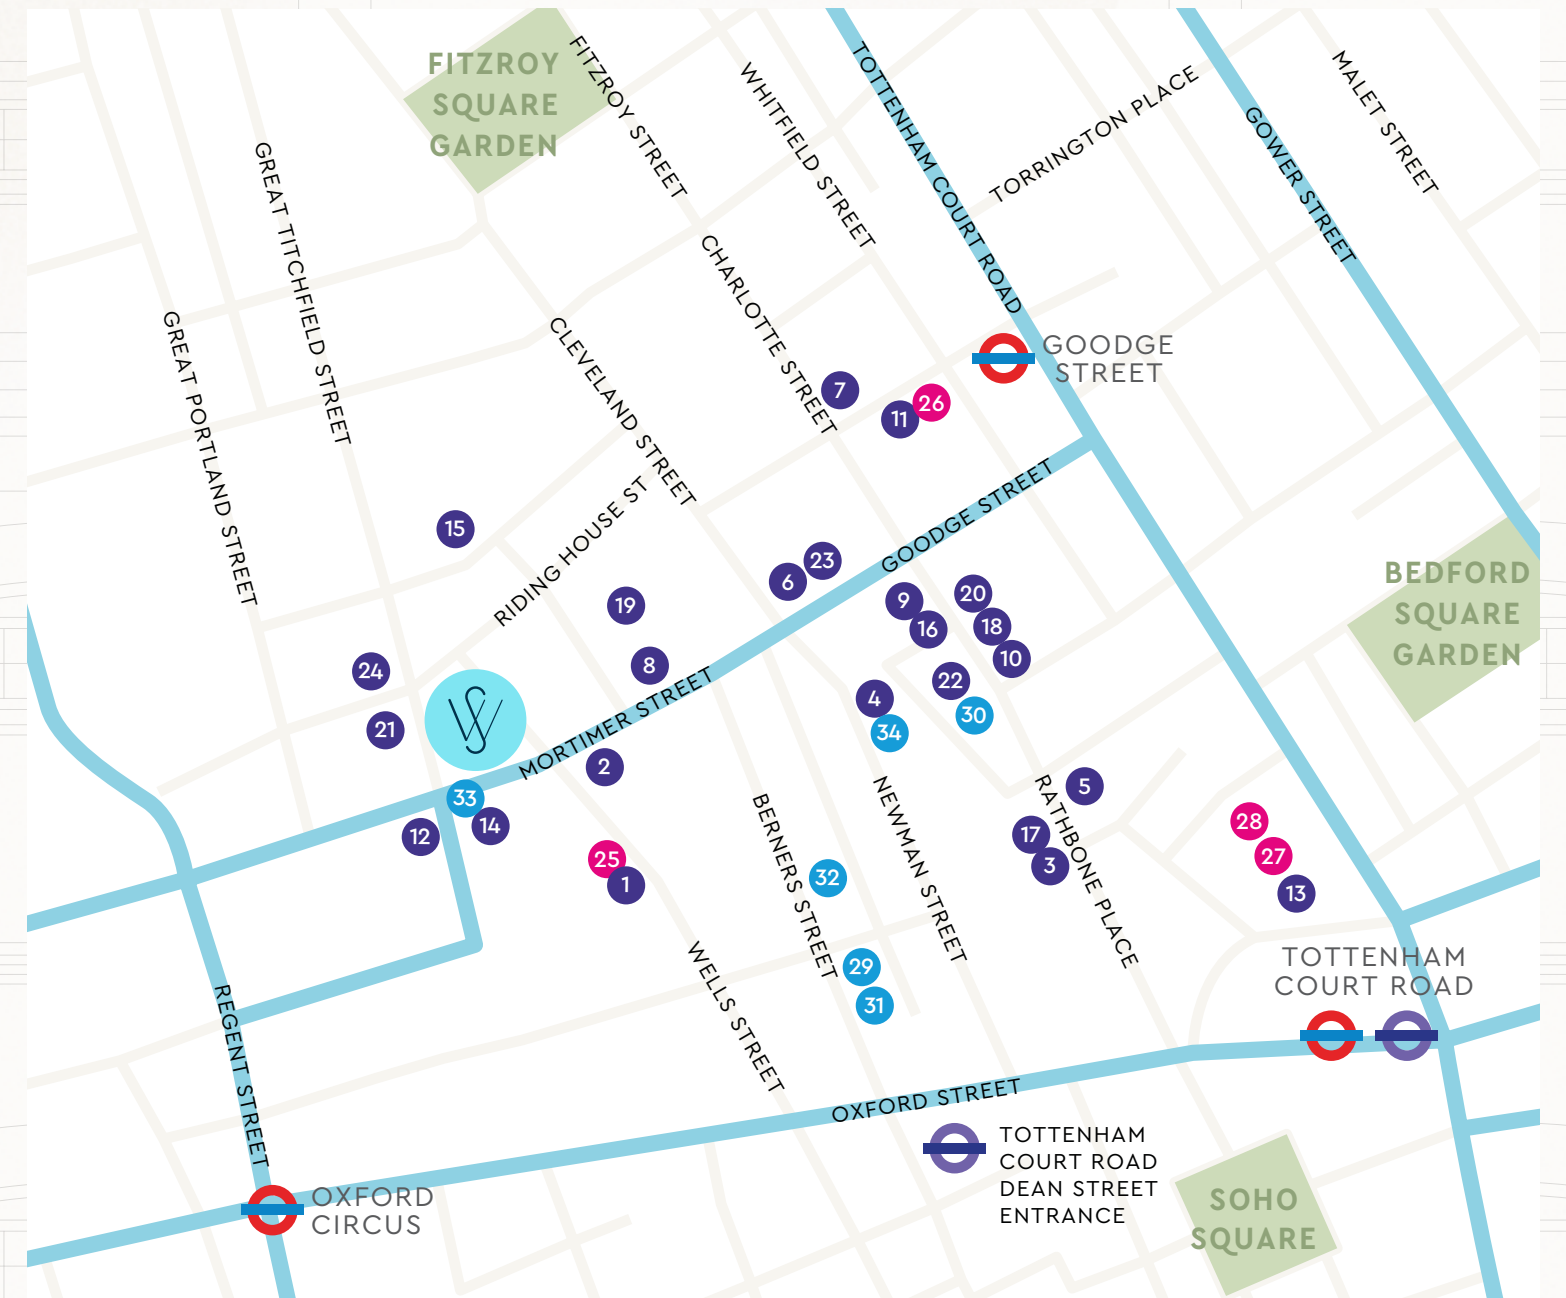 FITZROY
SQUARE
GARDEN
FITZROY STREET
WHITFIELD STREET
TOTTENHAM COURT ROAD
TORRINGTON PLACE
GOWER STREET
MALET STREET
GREAT TITCHFIELD STREET
GREAT PORTLAND STREET
CLEVELAND STREET
CHARLOTTE STREET
GOODGE
STREET
7
11
26
GOODGE STREET
RIDING HOUSE ST
15
19
8
6
23
9
16
20
18
10
22
30
4
34
BEDFORD
SQUARE
GARDEN
24
21
SW
MORTIMER STREET
2
33
14
12
25
1
BERNERS STREET
32
29
31
NEWMAN STREET
RATHBONE PLACE
5
17
3
28
27
13
WELLS STREET
REGENT STREET
OXFORD STREET
TOTTENHAM
COURT ROAD
TOTTENHAM
COURT ROAD
DEAN STREET
ENTRANCE
OXFORD
CIRCUS
SOHO
SQUARE